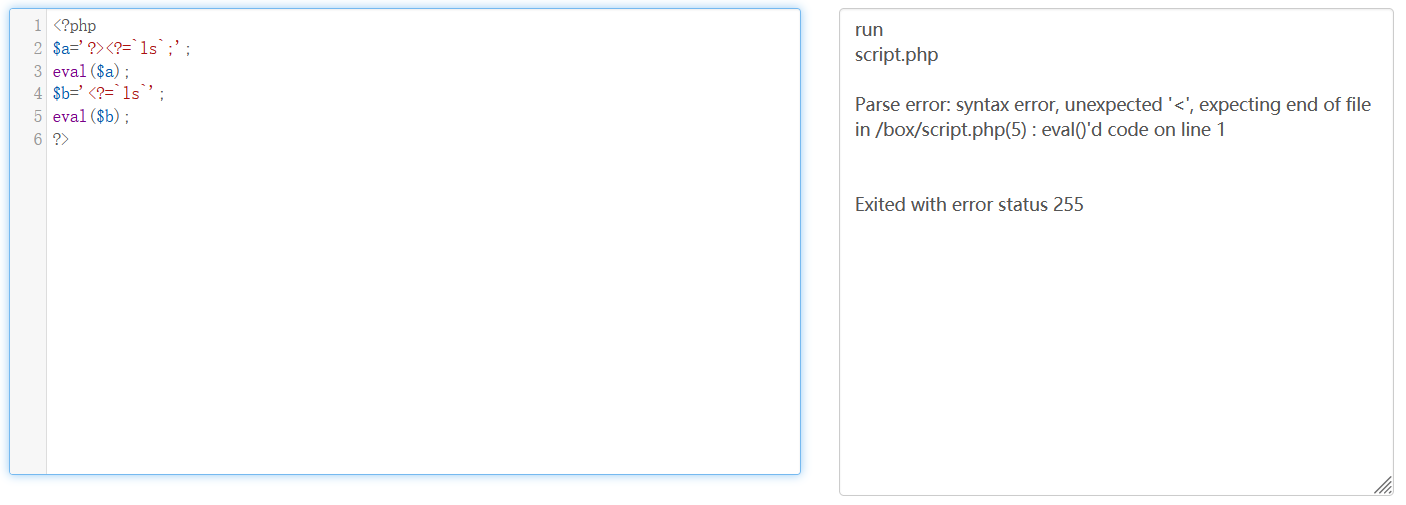 1 <?php
2 $a='?><?=`ls`;';
3 eval($a);
4 $b='<?=`ls`';
5 eval($b);
6 ?>
run
script.php
Parse error: syntax error, unexpected '<', expecting end of file
in /box/script.php(5) : eval()'d code on line 1
Exited with error status 255